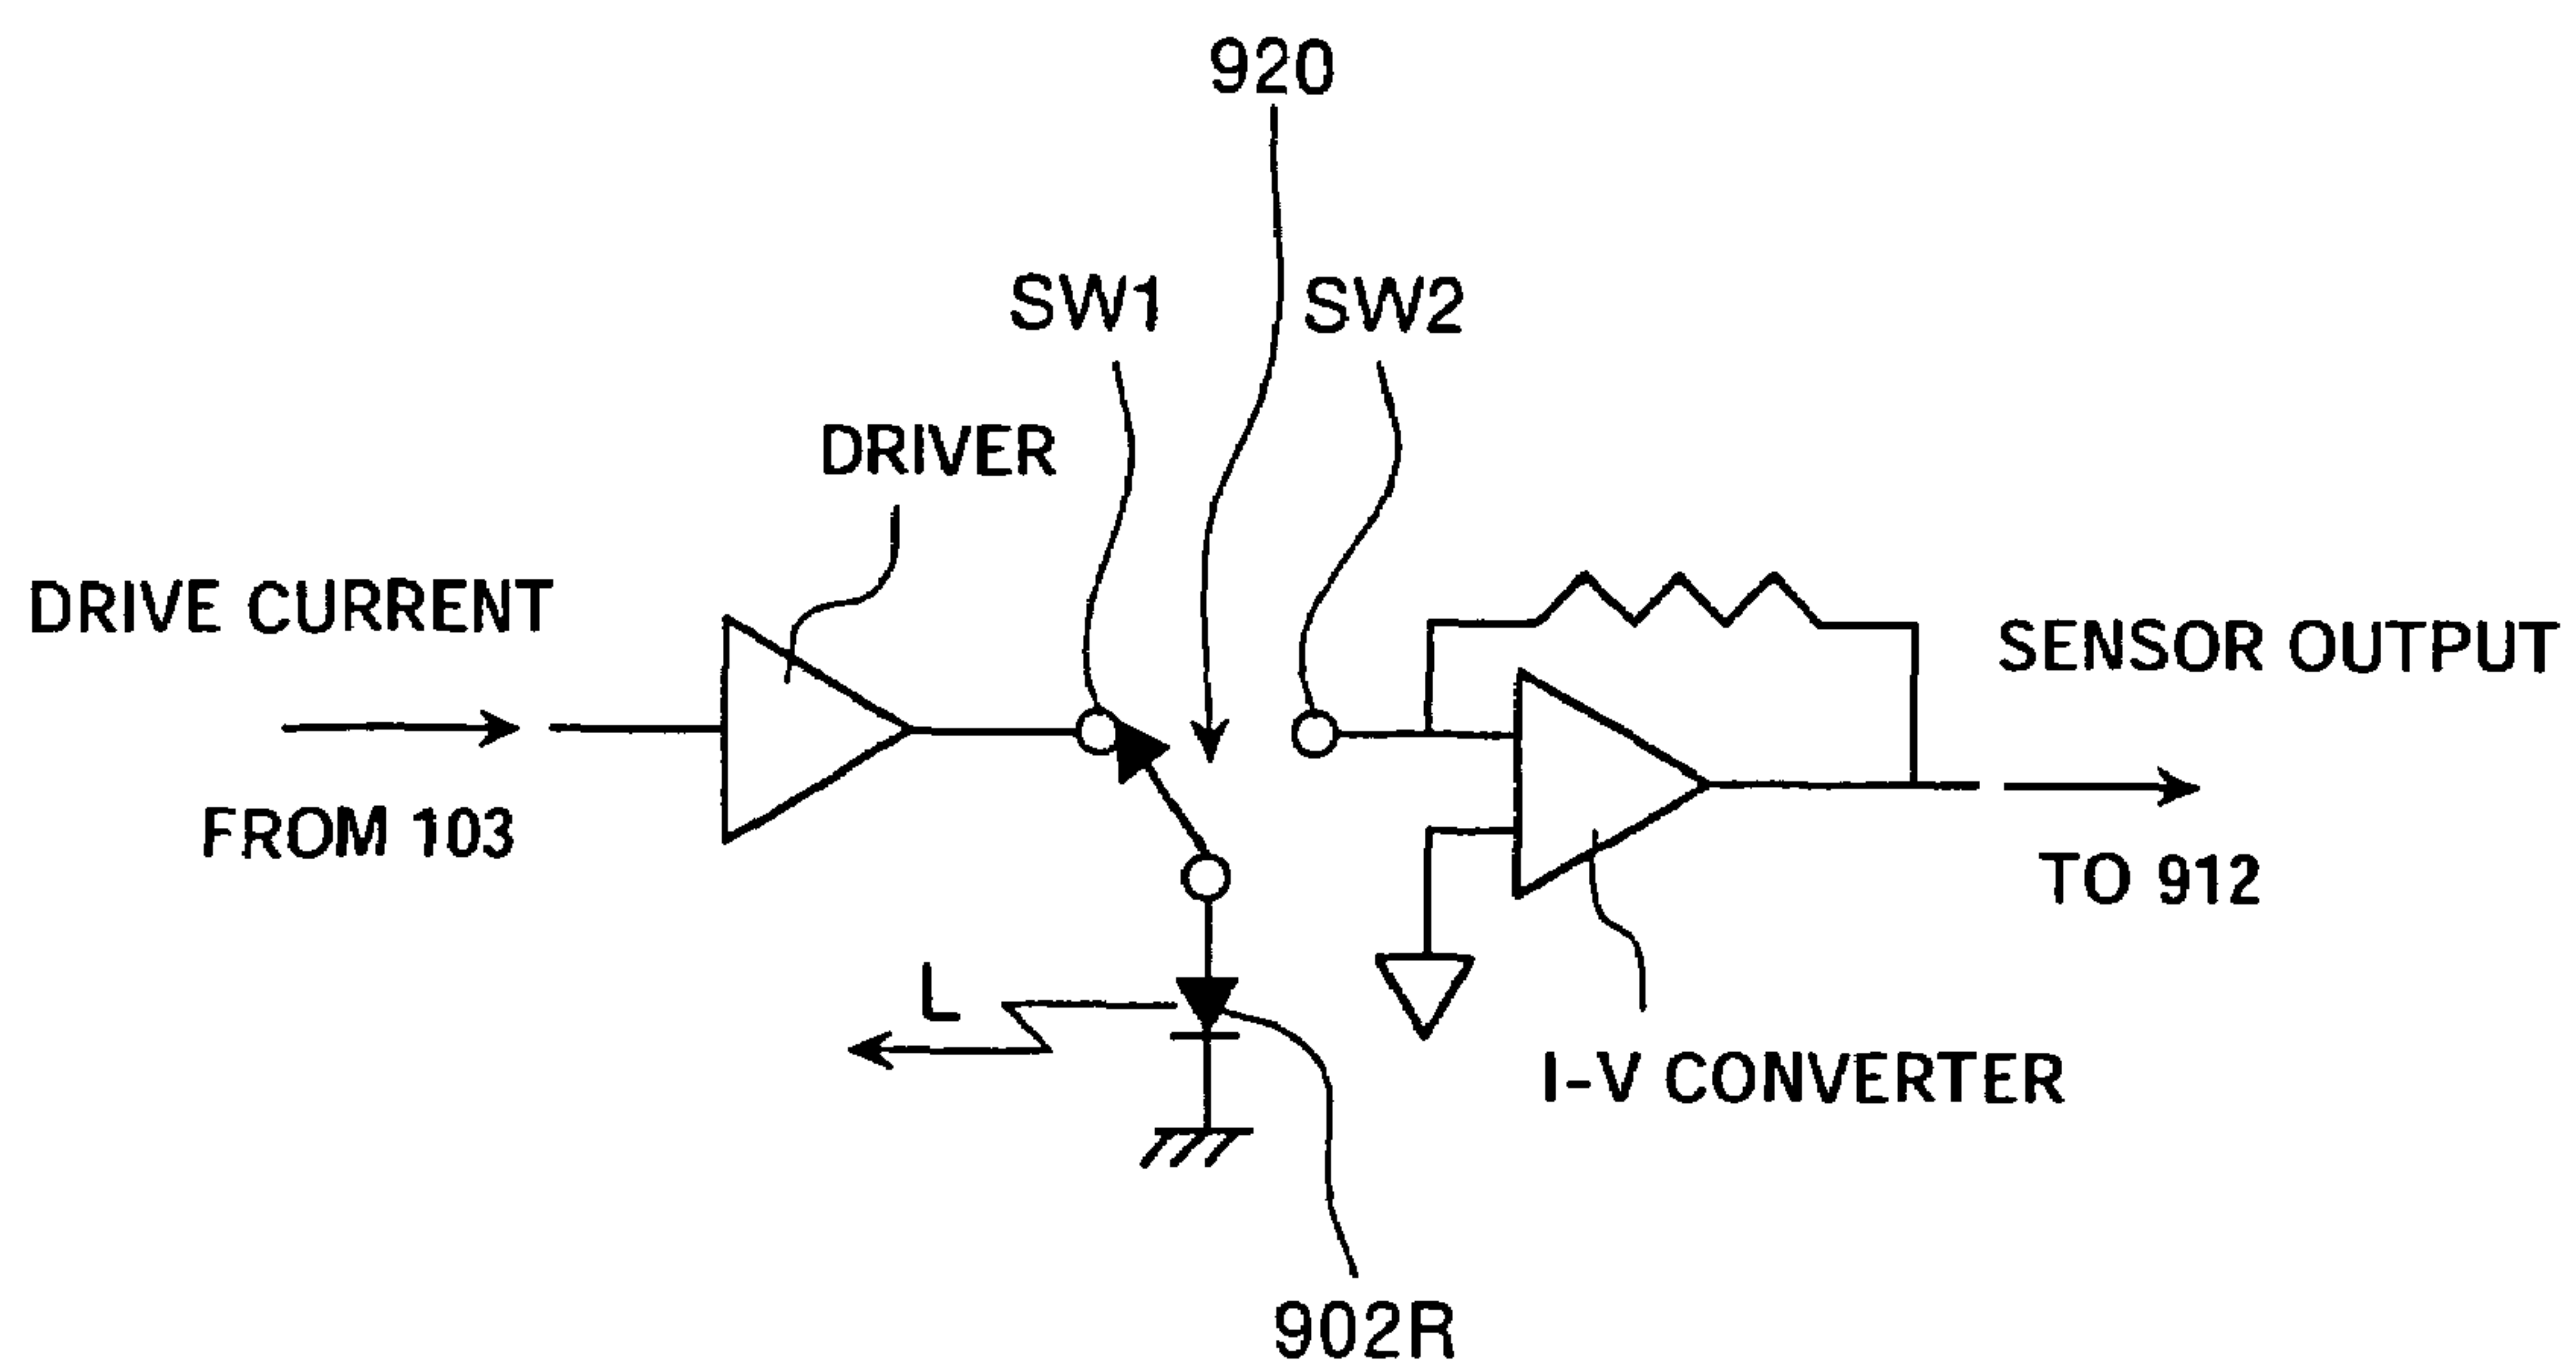 920
SW1
SW2
DRIVER
DRIVE CURRENT
SENSOR OUTPUT
FROM 103
TO 912
L
I-V CONVERTER
902R